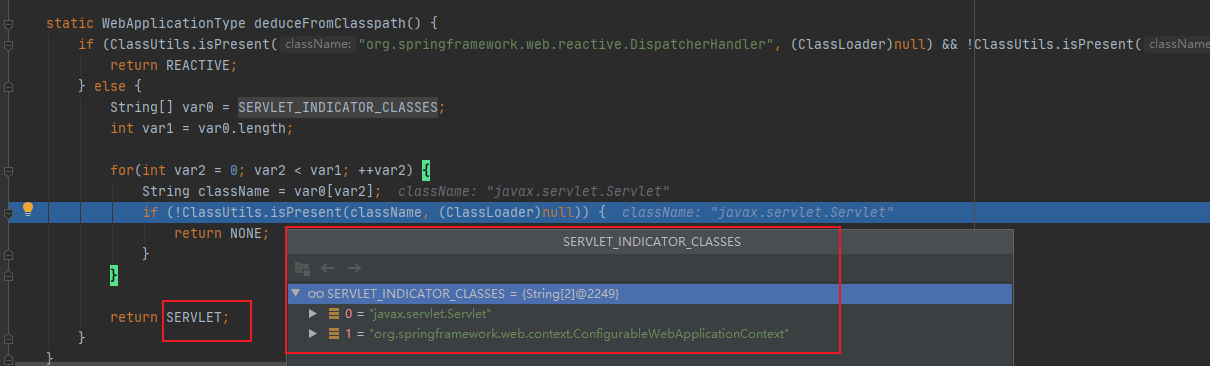 static WebApplicationType deduceFromClasspath() {
if (ClassUtils.isPresent( className: "org.springframework.web.reactive.DispatcherHandler", (ClassLoader)null) && !ClassUtils.isPresent( className
return REACTIVE;
} else {
String[] var0 = SERVLET_INDICATOR_CLASSES;
int var1 = var0.length;
for(int var2 = 0; var2 < var1; ++var2) {
String className = var0[var2]; className: "javax.servlet.Servlet"
if (!ClassUtils.isPresent(className, (ClassLoader)null)) { className: "javax.servlet.Servlet"
return NONE;
}
}
return SERVLET;
}
}
SERVLET_INDICATOR_CLASSES
SERVLET_INDICATOR_CLASSES = {String[2]@2249}
0 = "javax.servlet.Servlet"
1 = "org.springframework.web.context.ConfigurableWebApplicationContext"